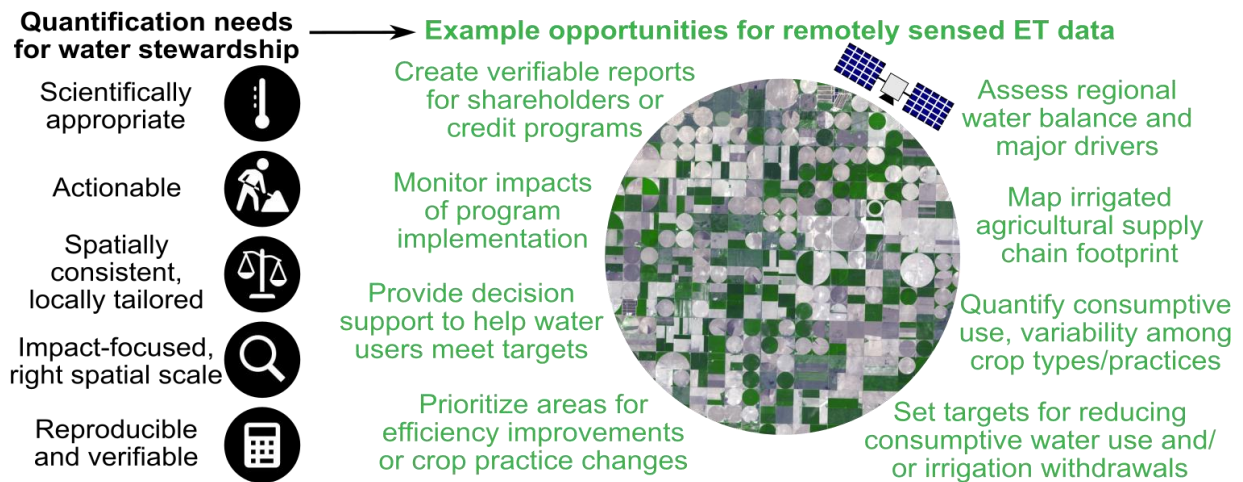 Quantification needs
for water stewardship
Scientifically
appropriate
Actionable
Spatially
consistent,
locally tailored
Impact-focused,
right spatial scale
Reproducible
and verifiable
Example opportunities for remotely sensed ET data
Create verifiable reports
for shareholders or
credit programs
Monitor impacts
of program
implementation
Provide decision
support to help water
users meet targets
Prioritize areas for
efficiency improvements
or crop practice changes
Assess regional
water balance and
major drivers
Map irrigated
agricultural supply
chain footprint
Quantify consumptive
use, variability among
crop types/practices
Set targets for reducing
consumptive water use and/
or irrigation withdrawals